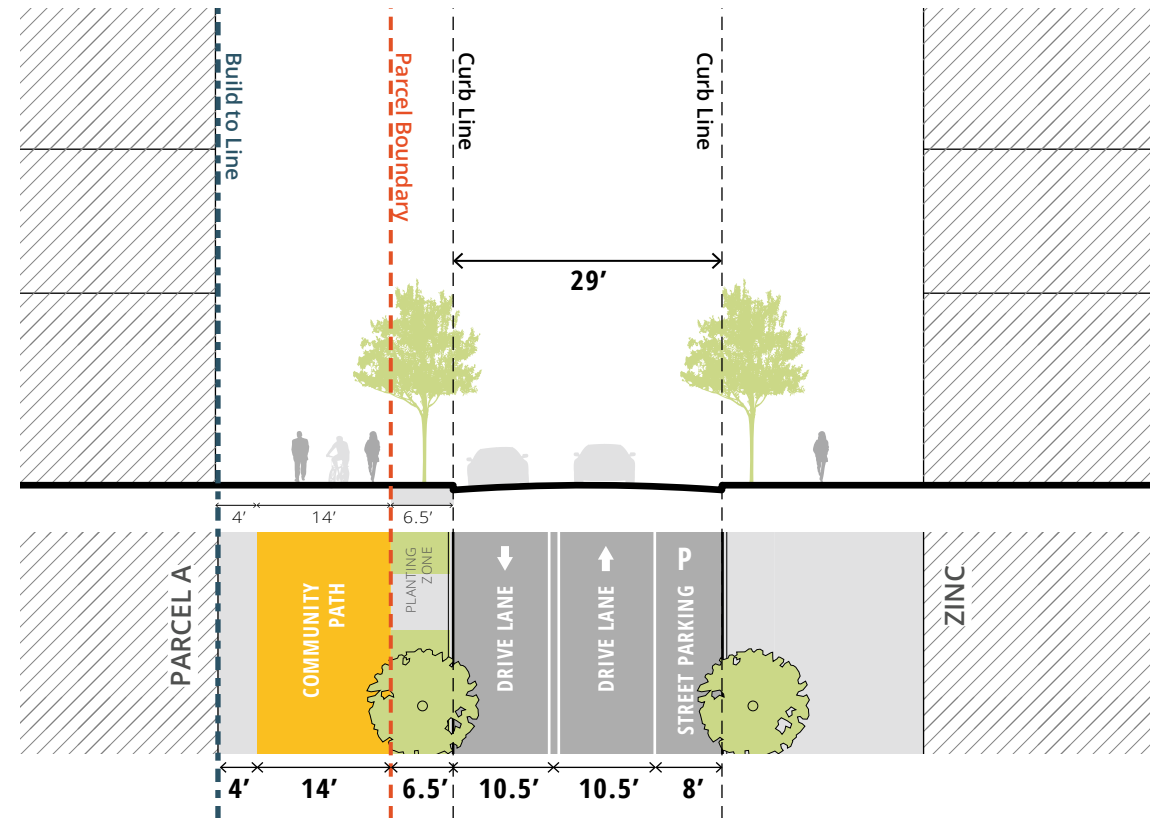 Build to Line
Parcel Boundary
Curb Line
Curb Line
29’
4’
14’
6.5’
PARCEL A
COMMUNITY
PATH
PLANTING
ZONE
DRIVE LANE
DRIVE LANE
P
STREET PARKING
ZINC
4’
14’
6.5’
10.5’
10.5’
8’